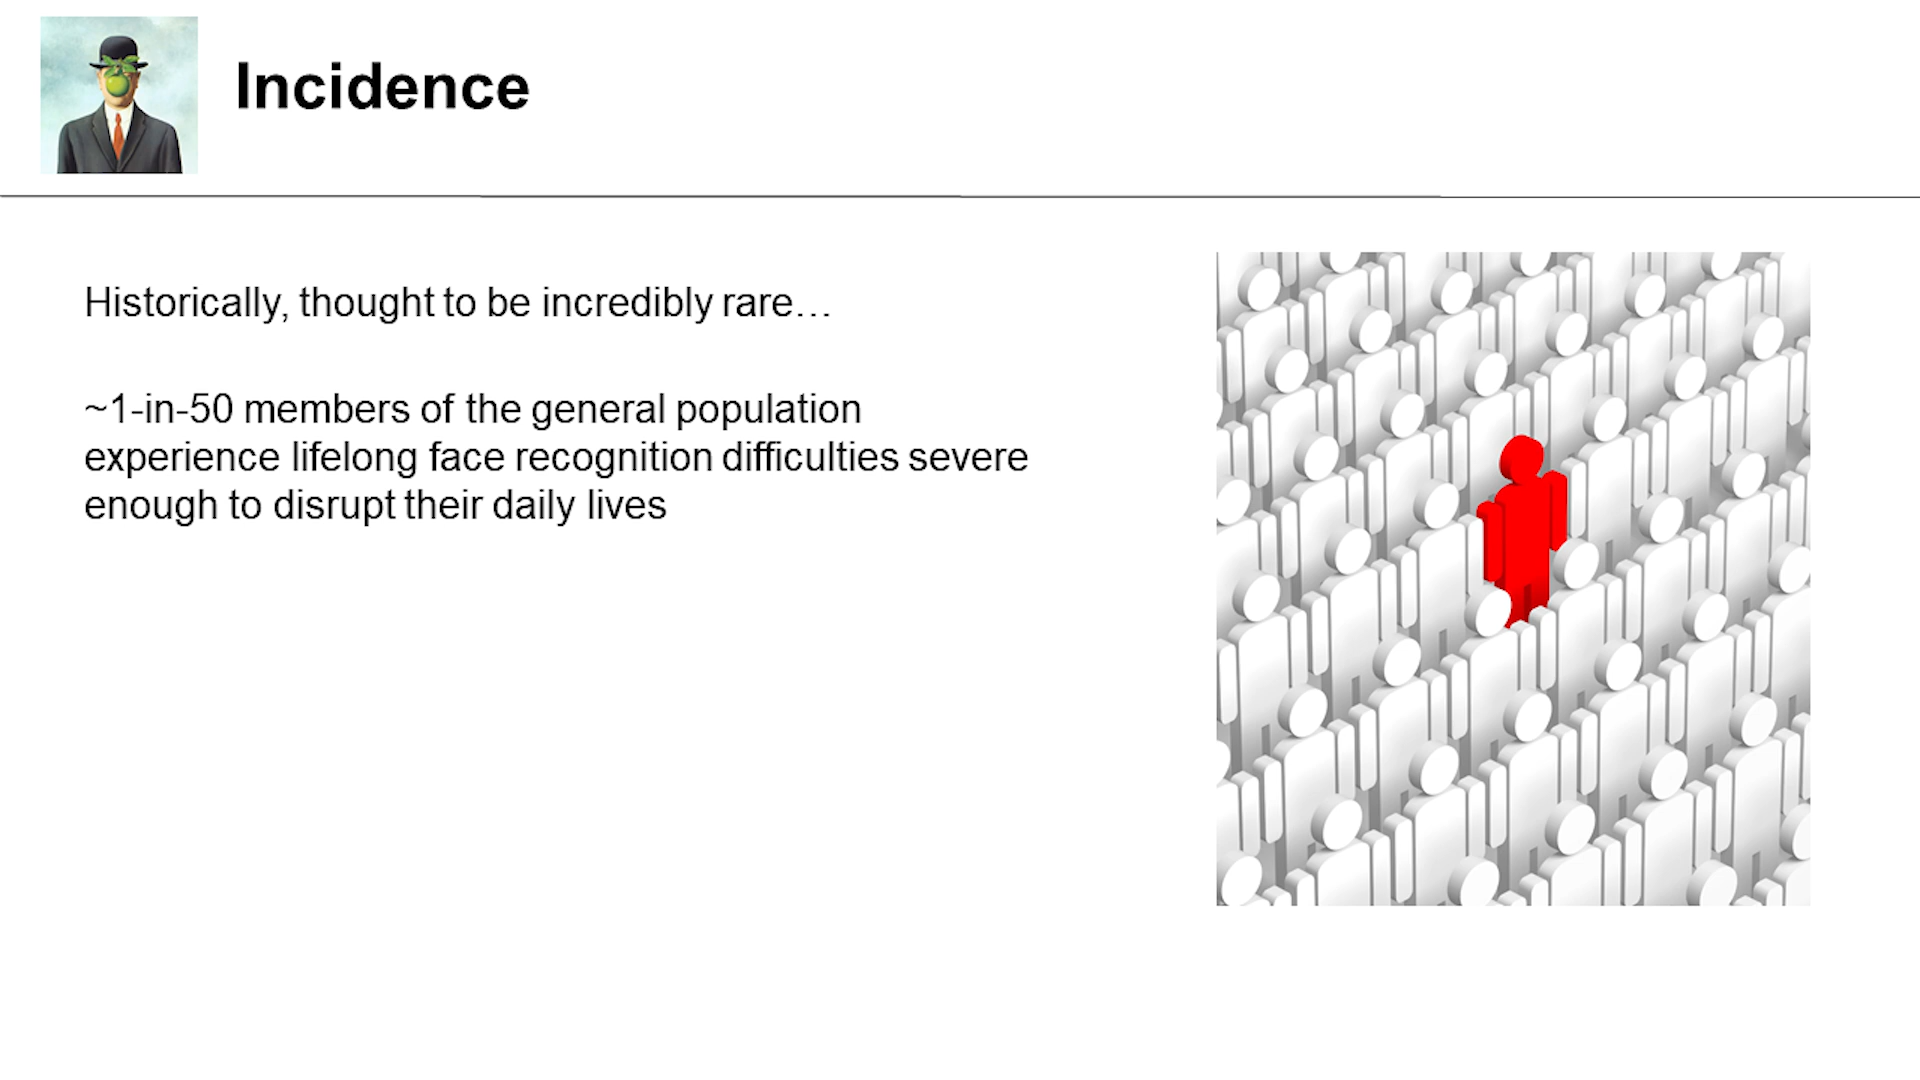 Incidence
Historically, thought to be incredibly rare…
~1-in-50 members of the general population
experience lifelong face recognition difficulties severe
enough to disrupt their daily lives